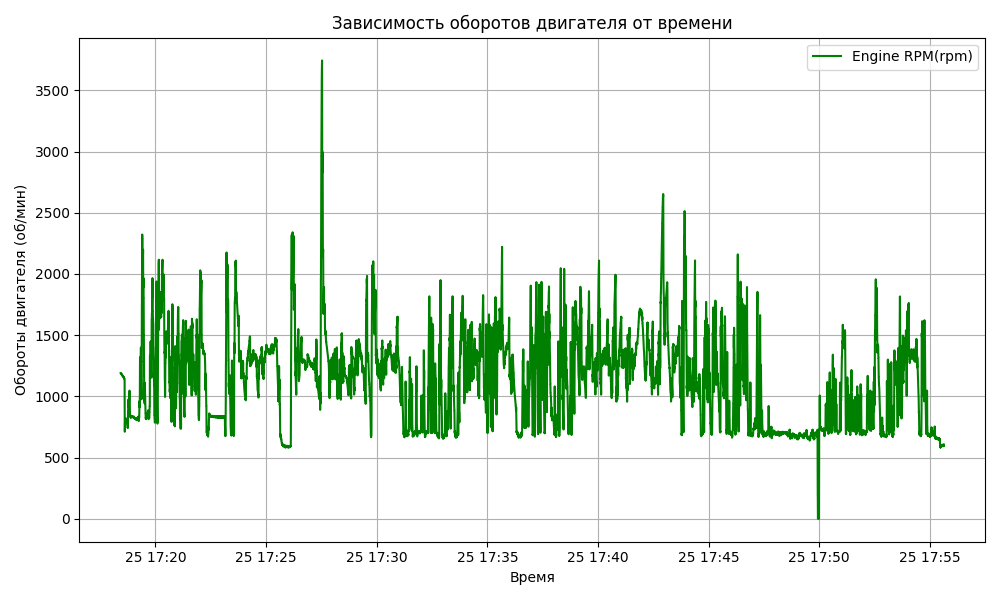 Зависимость оборотов двигателя от времени
Engine RPM(rpm)
Обороты двигателя (об/мин)
3500
3000
2500
2000
1500
1000
500
0
25 17:20 25 17:25 25 17:30 25 17:35 25 17:40 25 17:45 25 17:50 25 17:55
Время